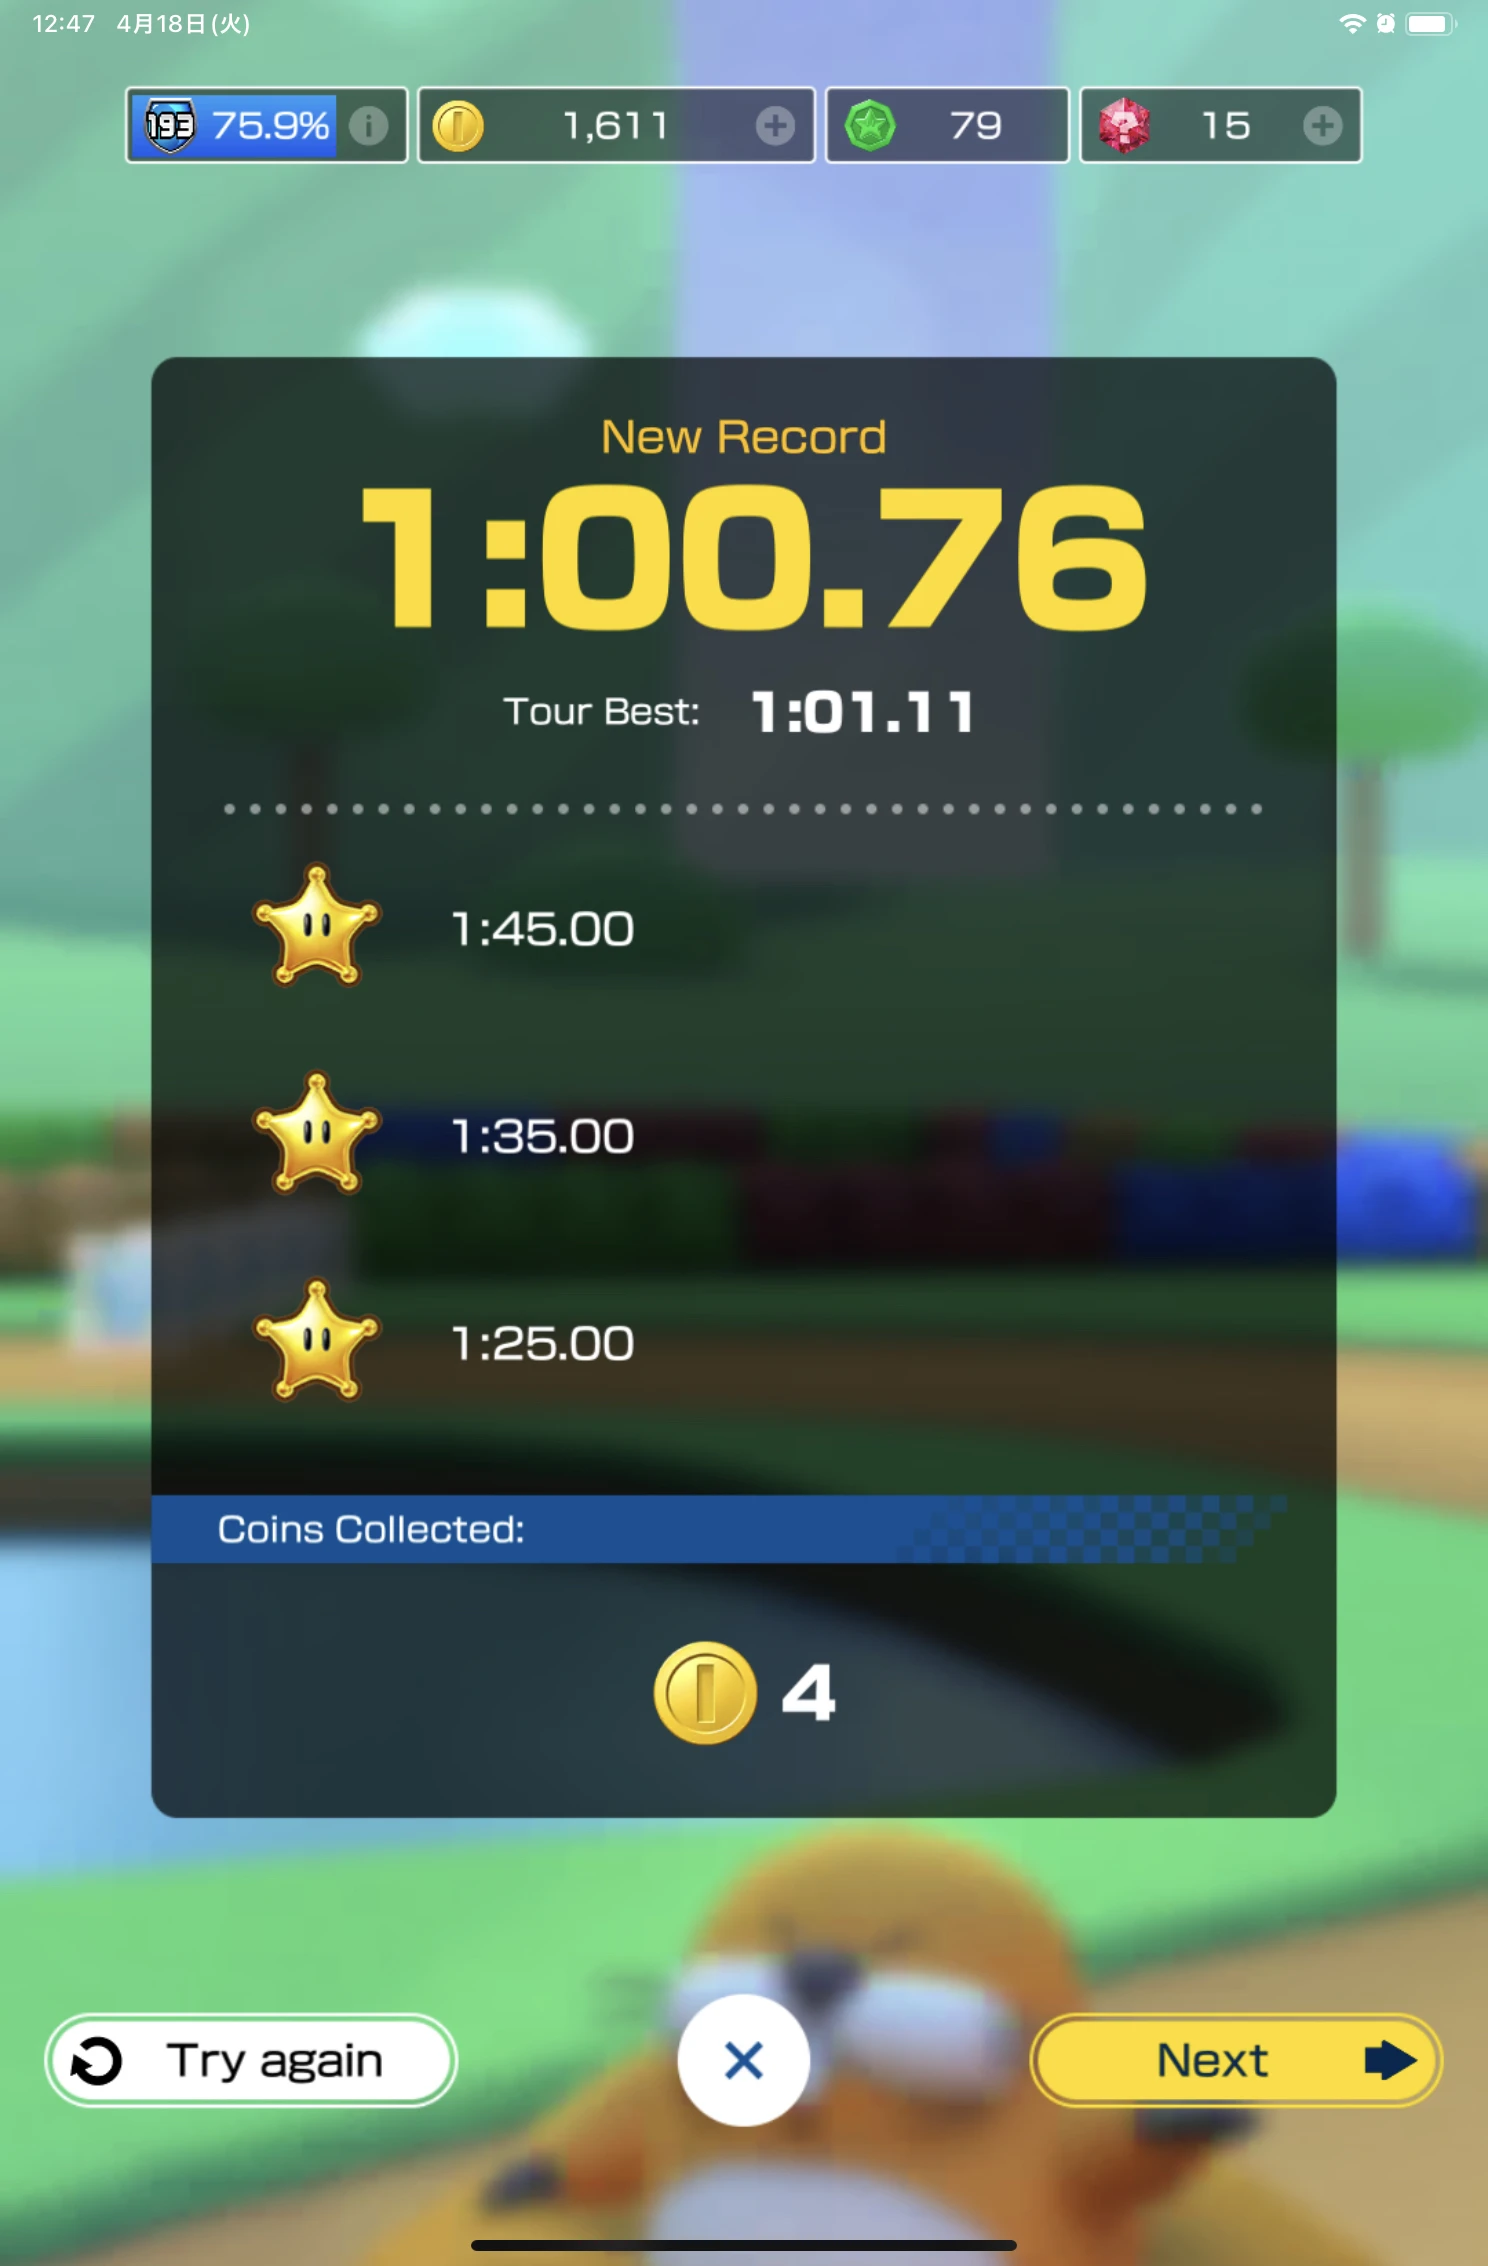 12:47 4月18日(火)
193 75.9% 1,611 79 15
New Record
1:00.76
Tour Best: 1:01.11
1:45.00
1:35.00
1:25.00
Coins Collected:
4
Try again
Next